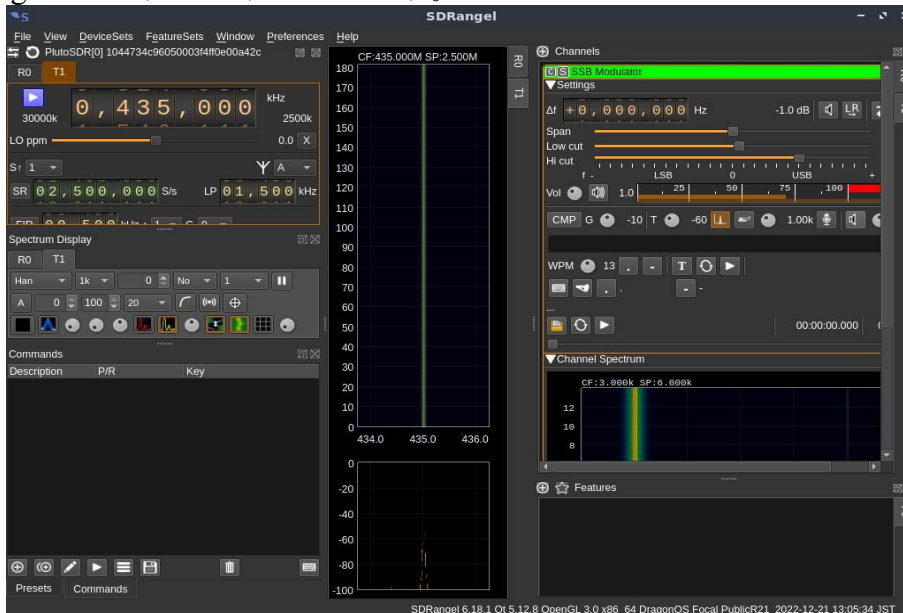 SDRangel
File View DeviceSets FeatureSets Window Preferences Help
PlutoSDR[0] 1044734c96050003f4ff0e00a42c
R0 T1
0,435,000 kHz
30000k 2500k
LO ppm 0.0 X
S↑ 1 A
SR 02,500,000 S/s LP 01,500 kHz
Spectrum Display
R0 T1
Han 1k 0 No 1
A 0 100 20
Commands
Description P/R Key
Presets Commands
CF:435.000M SP:2.500M
180
170
160
150
140
130
120
110
100
90
80
70
60
50
40
30
20
10
0
434.0 435.0 436.0
0
-20
-40
-60
-80
-100
R0
T1
Channels
C S SSB Modulator
Settings
Δf +0,000,000 Hz -1.0 dB LR
Span
Low cut
Hi cut
f - LSB 0 USB +
Vol 1.0 25 50 75 100
CMP G -10 T -60 1.00k
WPM 13 . - T
. . - -
...
00:00:00.000
Channel Spectrum
CF:3.000k SP:6.000k
12
10
8
Features
SDRangel 6.18.1 Qt 5.12.8 OpenGL 3.0 x86_64 DragonOS Focal PublicR21 2022-12-21 13:05:34 JST